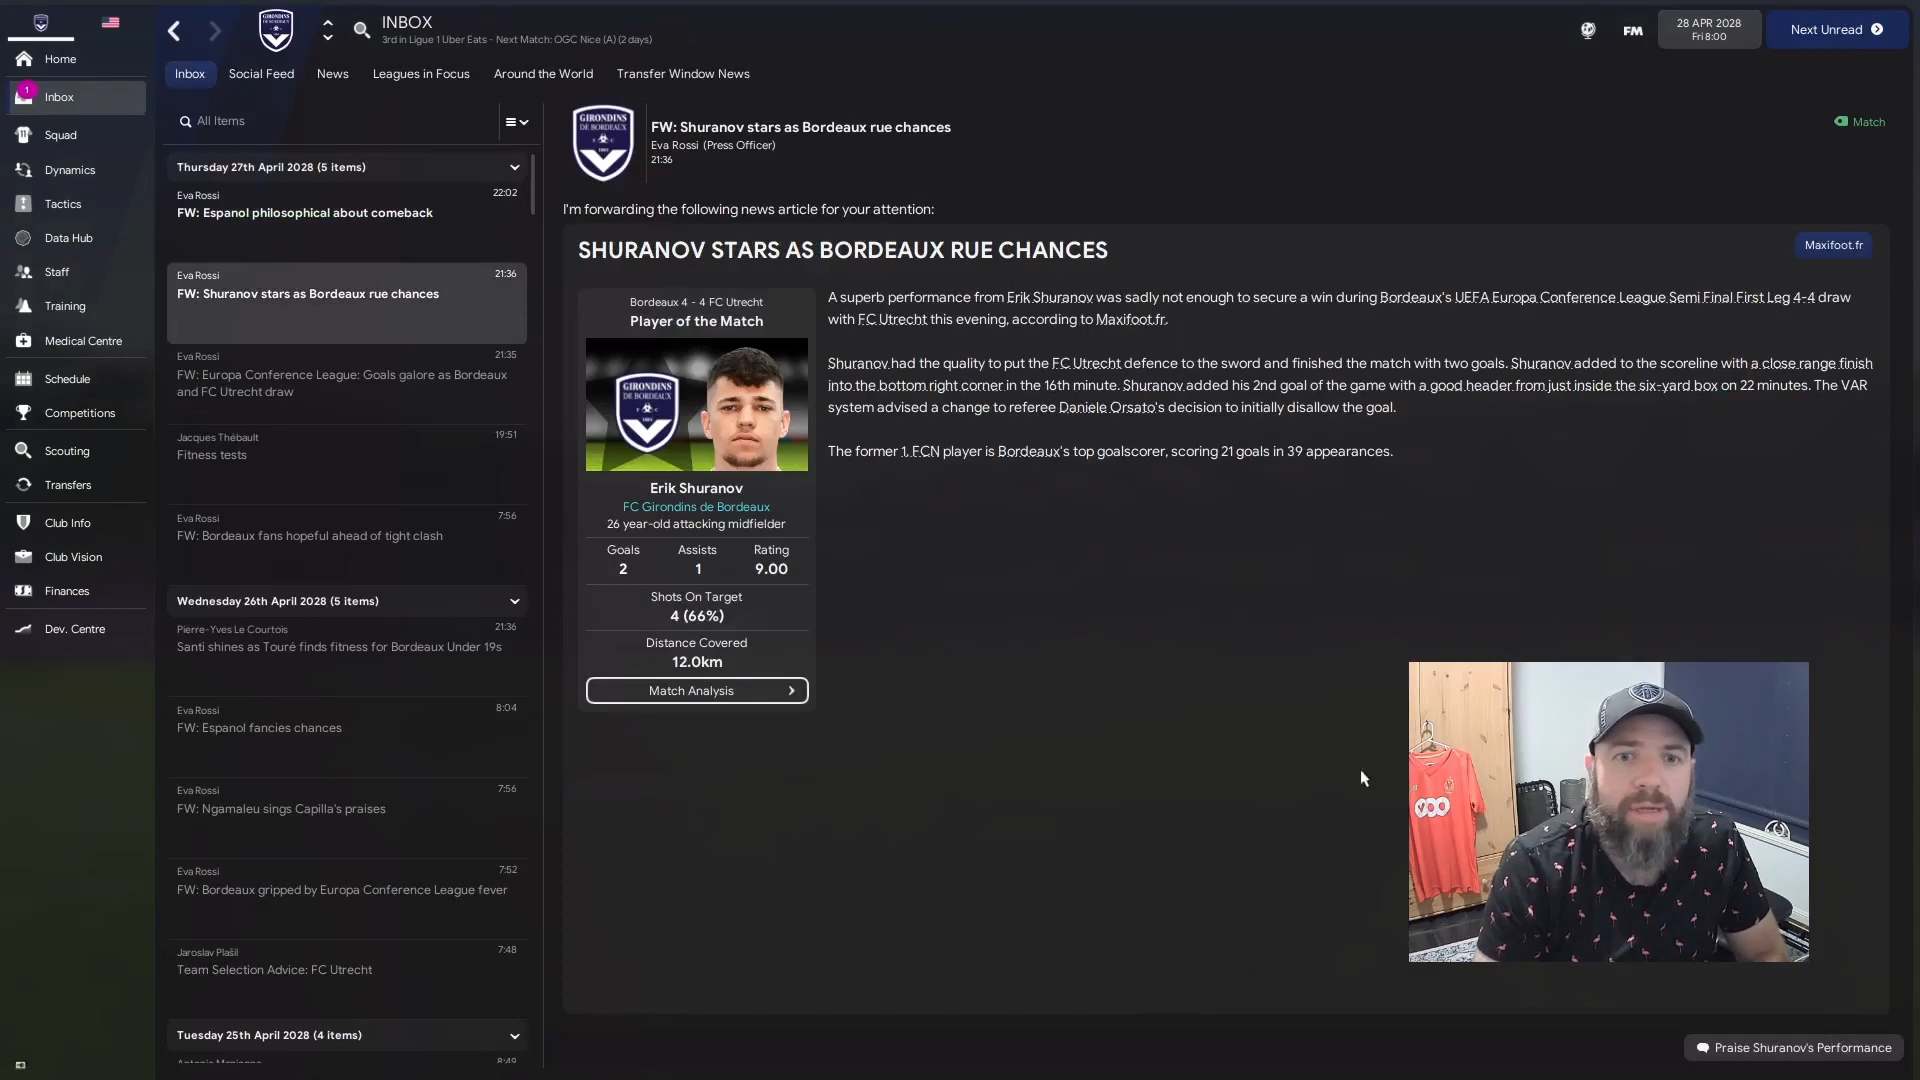 INBOX
3rd in Ligue 1 Uber Eats - Next Match: OGC Nice (A) (2 days)
FM
28 APR 2028
Fri 8:00
Next Unread
Home
1
Inbox
Squad
Dynamics
Tactics
Data Hub
Staff
Training
Medical Centre
Schedule
Competitions
Scouting
Transfers
Club Info
Club Vision
Finances
Dev. Centre
Inbox
Social Feed
News
Leagues in Focus
Around the World
Transfer Window News
All Items
Thursday 27th April 2028 (5 items)
Eva Rossi
22:02
FW: Espanol philosophical about comeback
Eva Rossi
21:36
FW: Shuranov stars as Bordeaux rue chances
Eva Rossi
21:35
FW: Europa Conference League: Goals galore as Bordeaux
and FC Utrecht draw
Jacques Thébault
19:51
Fitness tests
Eva Rossi
7:56
FW: Bordeaux fans hopeful ahead of tight clash
Wednesday 26th April 2028 (5 items)
Pierre-Yves Le Courtois
21:36
Santi shines as Touré finds fitness for Bordeaux Under 19s
Eva Rossi
8:04
FW: Espanol fancies chances
Eva Rossi
7:56
FW: Ngamaleu sings Capilla's praises
Eva Rossi
7:52
FW: Bordeaux gripped by Europa Conference League fever
Jaroslav Plašil
7:48
Team Selection Advice: FC Utrecht
Tuesday 25th April 2028 (4 items)
8:49
GIRONDINS
DE BORDEAUX
FW: Shuranov stars as Bordeaux rue chances
Eva Rossi (Press Officer)
21:36
Match
I'm forwarding the following news article for your attention:
SHURANOV STARS AS BORDEAUX RUE CHANCES
Maxifoot.fr
Bordeaux 4 - 4 FC Utrecht
Player of the Match
GIRONDINS
DE BORDEAUX
Erik Shuranov
FC Girondins de Bordeaux
26 year-old attacking midfielder
Goals Assists Rating
2 1 9.00
Shots On Target
4 (66%)
Distance Covered
12.0km
Match Analysis
A superb performance from Erik Shuranov was sadly not enough to secure a win during Bordeaux's UEFA Europa Conference League Semi Final First Leg 4-4 draw
with FC Utrecht this evening, according to Maxifoot.fr.
Shuranov had the quality to put the FC Utrecht defence to the sword and finished the match with two goals. Shuranov added to the scoreline with a close range finish
into the bottom right corner in the 16th minute. Shuranov added his 2nd goal of the game with a good header from just inside the six-yard box on 22 minutes. The VAR
system advised a change to referee Daniele Orsato's decision to initially disallow the goal.
The former 1. FCN player is Bordeaux's top goalscorer, scoring 21 goals in 39 appearances.
VOO
Praise Shuranov's Performance